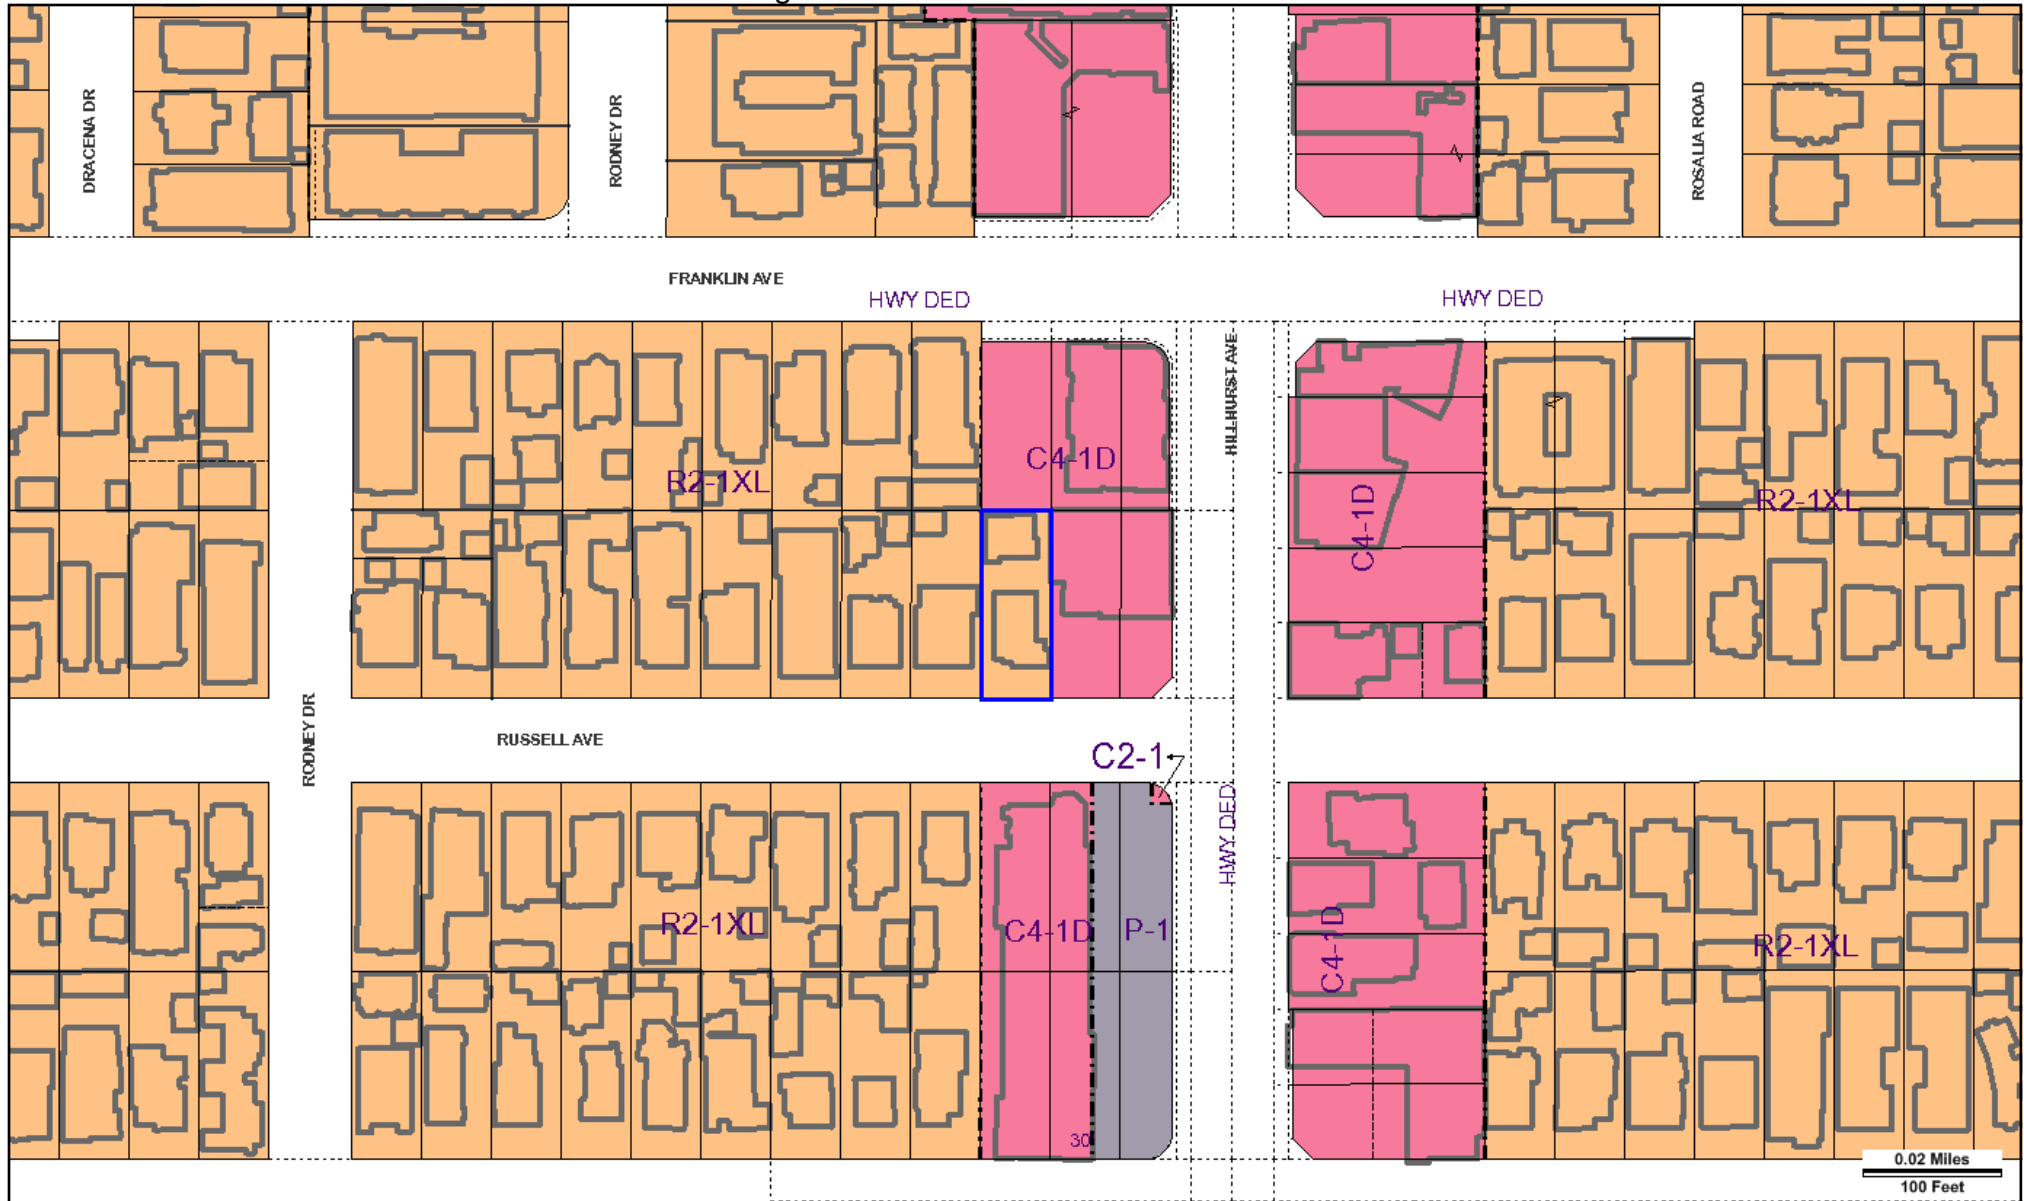 DRACENA DR
RODNEY DR
ROSALIA ROAD
FRANKLIN AVE
HWY DED
HWY DED
HILLHURST AVE
C4-1D
R2-1XL
C4-1D
R2-1XL
RODNEY DR
RUSSELL AVE
C2-1
HWY DED
R2-1XL
C4-1D
P-1
C4-1D
R2-1XL
30
0.02 Miles
100 Feet